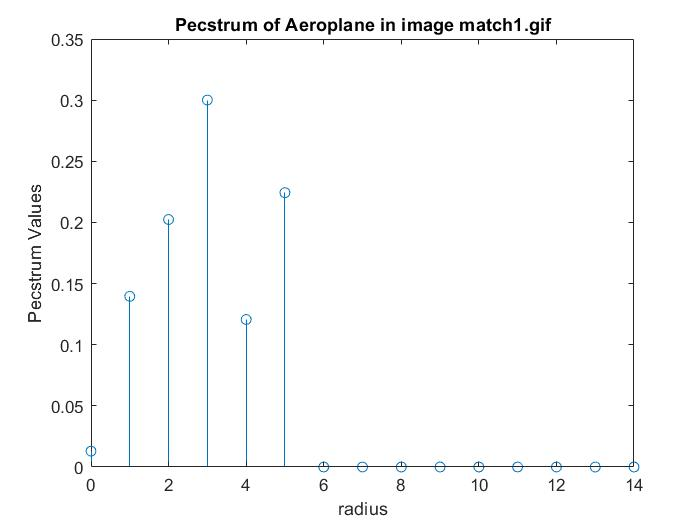 Pecstrum of Aeroplane in image match1.gif
0.35
0.3
0.25
0.2
0.15
0.1
0.05
0
Pecstrum Values
0 2 4 6 8 10 12 14
radius